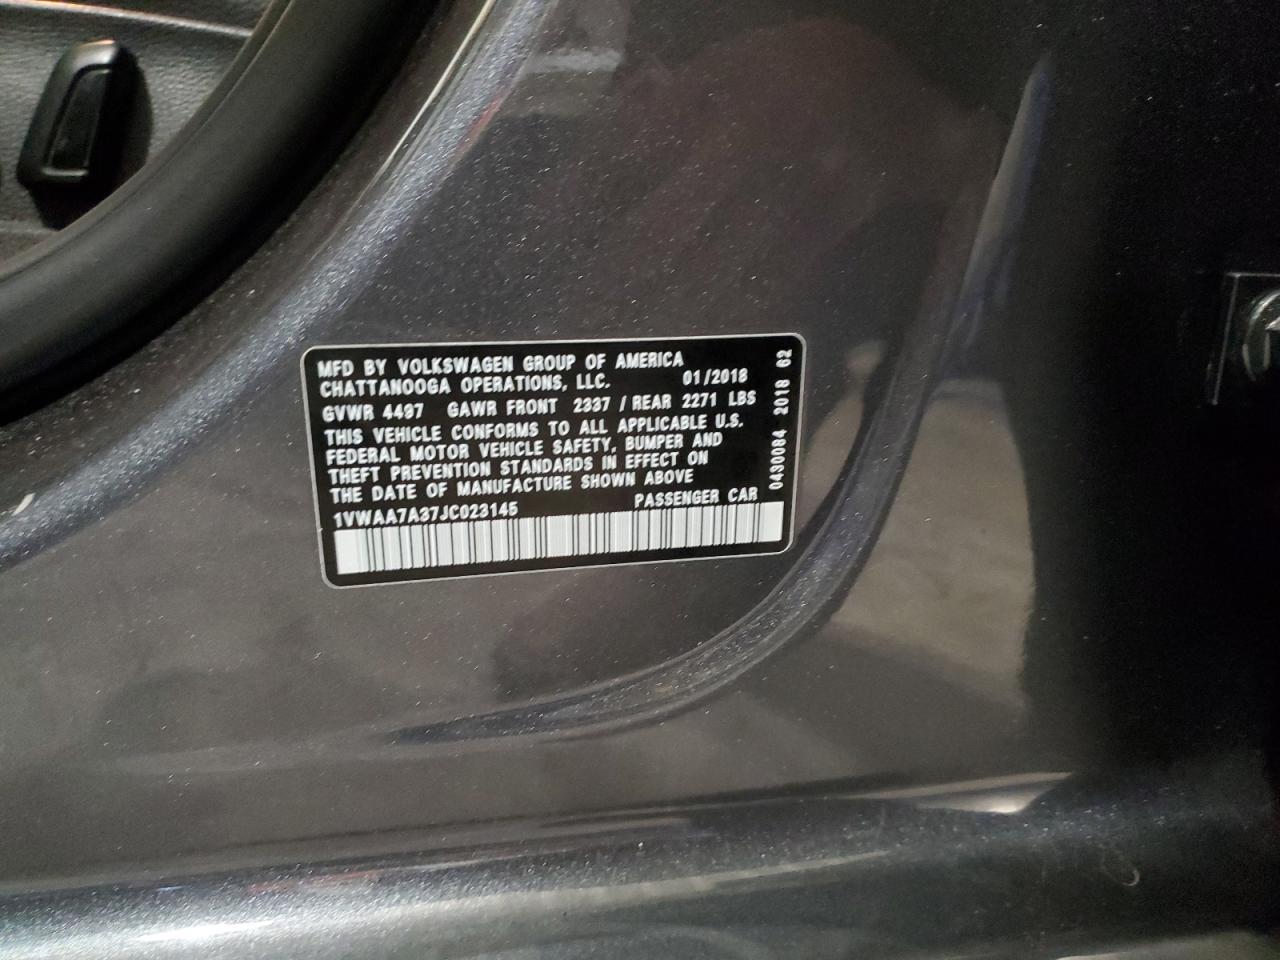 MFD BY VOLKSWAGEN GROUP OF AMERICA
CHATTANOOGA OPERATIONS, LLC. 01/2018
GVWR 4497 GAWR FRONT 2337 / REAR 2271 LBS
THIS VEHICLE CONFORMS TO ALL APPLICABLE U.S.
FEDERAL MOTOR VEHICLE SAFETY, BUMPER AND
THEFT PREVENTION STANDARDS IN EFFECT ON
THE DATE OF MANUFACTURE SHOWN ABOVE
1VWAA7A37JC023145 PASSENGER CAR
0430084 2018 62